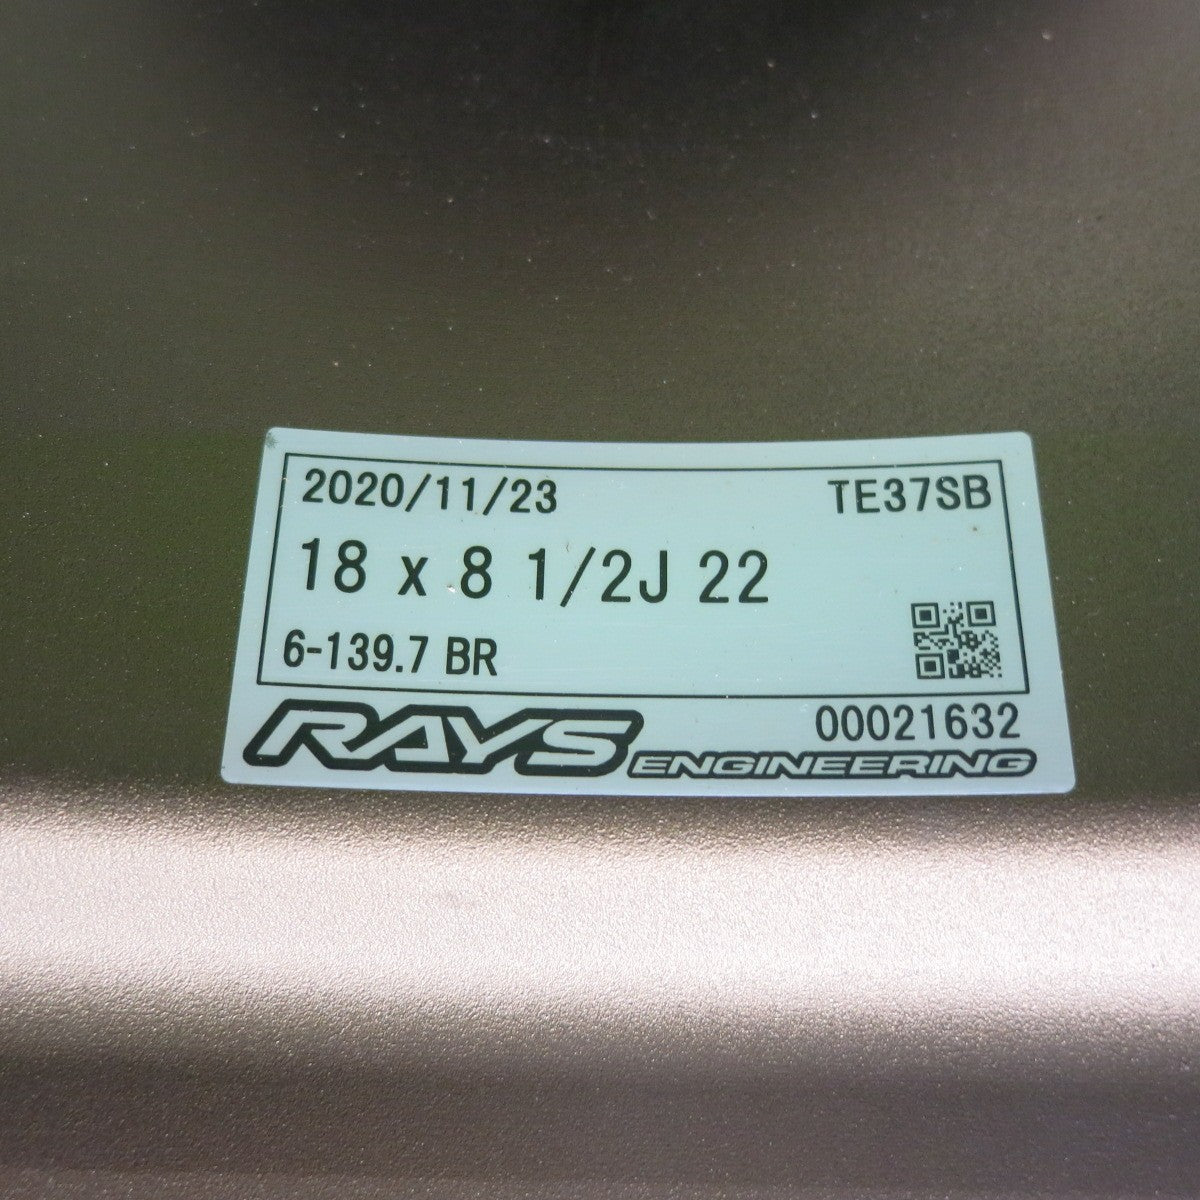 2020/11/23 TE37SB
18 x 8 1/2J 22
6-139.7 BR
00021632
RAYS ENGINEERING